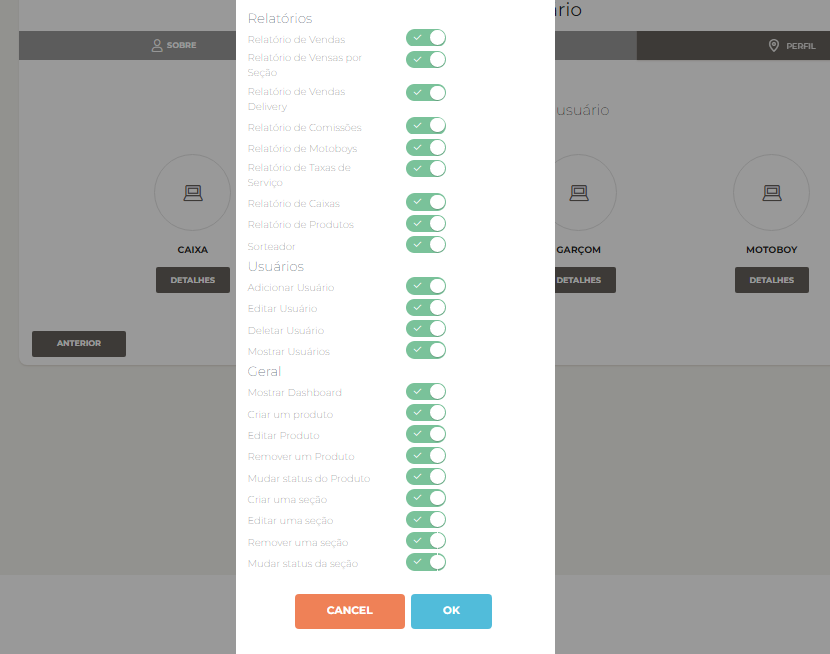 Relatórios
ário
Relatório de Vendas
SOBRE
PERFIL
Relatório de Vensas por
Seção
Relatório de Vendas
Delivery
usuário
Relatório de Comissões
Relatório de Motoboys
Relatório de Taxas de
Serviço
Relatório de Caixas
Relatório de Produtos
Sorteador
CAIXA
GARÇOM
MOTOBOY
Usuários
DETALHES
DETALHES
DETALHES
Adicionar Usuário
Editar Usuário
Deletar Usuário
ANTERIOR
Mostrar Usuários
Geral
Mostrar Dashboard
Criar um produto
Editar Produto
Remover um Produto
Mudar status do Produto
Criar uma seção
Editar uma seção
Remover uma seção
Mudar status da seção
CANCEL
OK